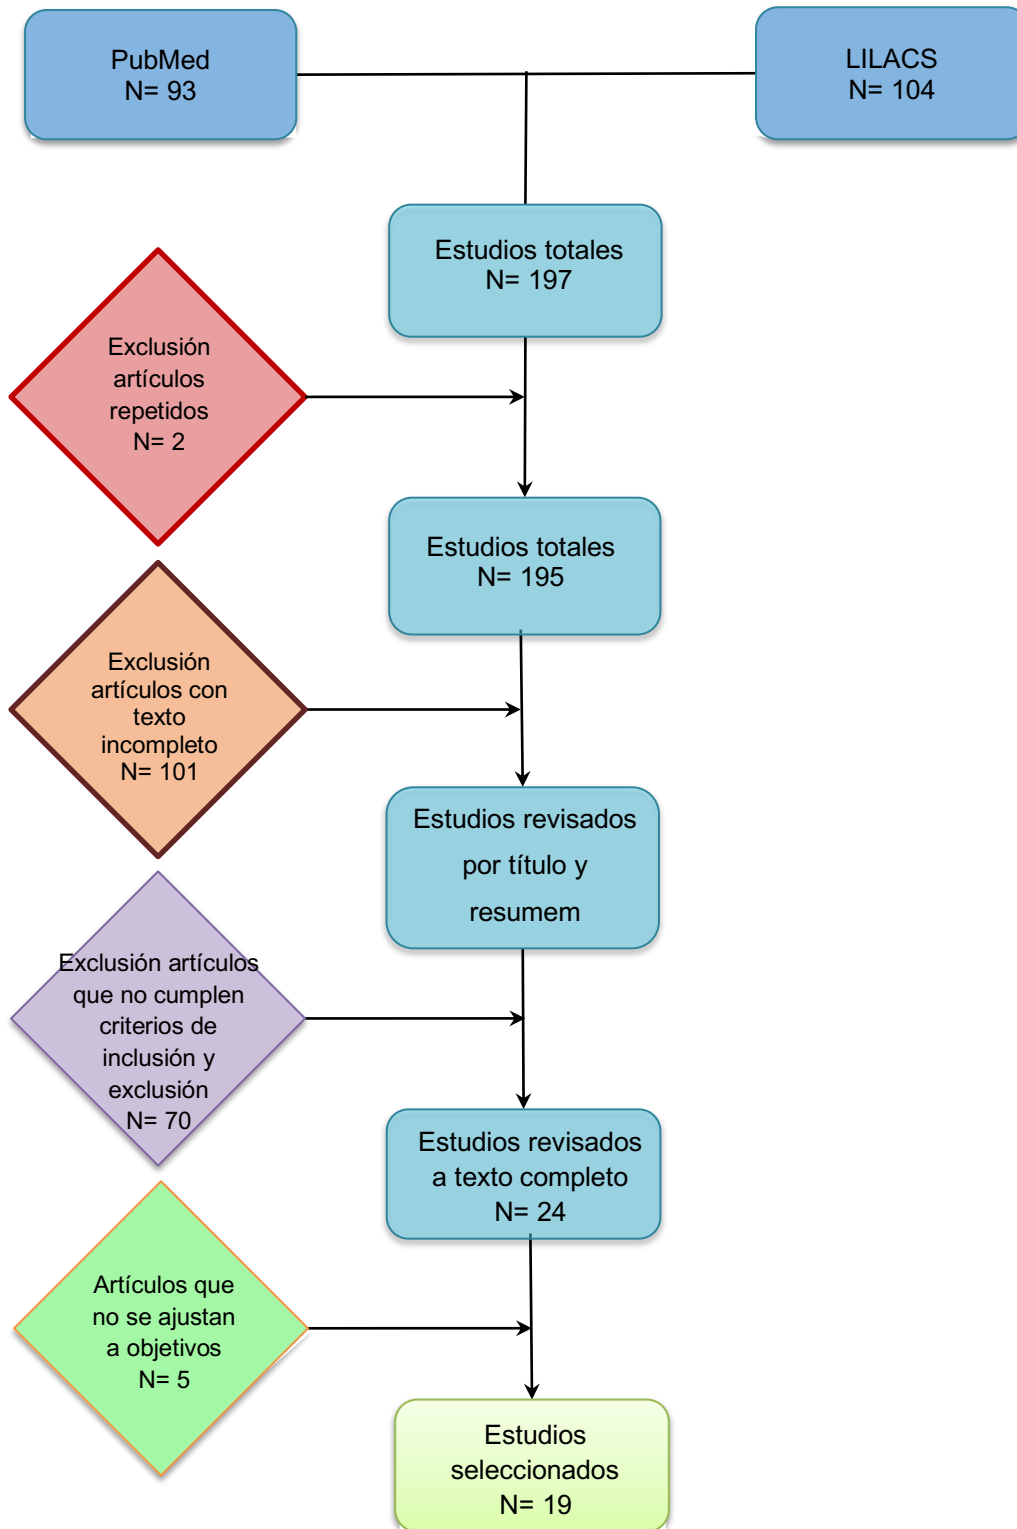 PubMed
N= 93
LILACS
N= 104
Estudios totales
N= 197
Exclusión
artículos
repetidos
N= 2
Estudios totales
N= 195
Exclusión
artículos con
texto
incompleto
N= 101
Estudios revisados
por título y
resumem
Exclusión artículos
que no cumplen
criterios de
inclusión y
exclusión
N= 70
Estudios revisados
a texto completo
N= 24
Artículos que
no se ajustan
a objetivos
N= 5
Estudios
seleccionados
N= 19